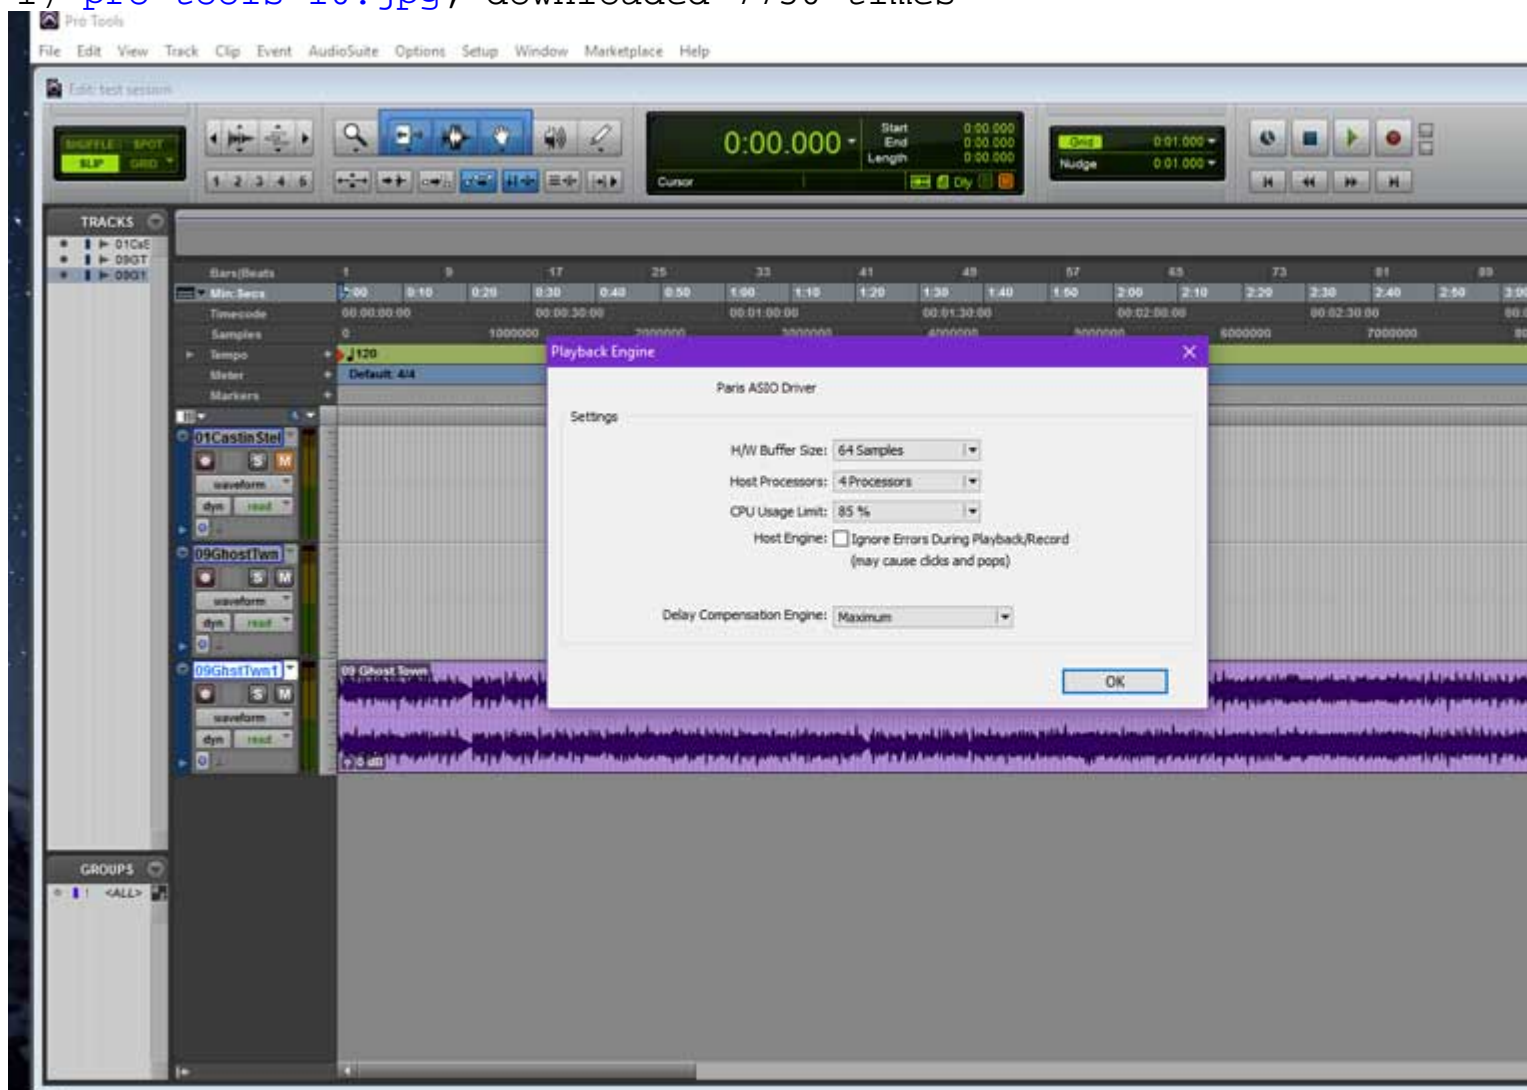 Pro Tools
File Edit View Track Clip Event AudioSuite Options Setup Window Marketplace Help
Edit: test session
SHUFFLE SPOT
SLIP GRID
1 2 3 4 5
0:00.000
Start 0:00.000
End 0:00.000
Length 0:00.000
Cursor
Dly
Grid 0:01.000
Nudge 0:01.000
TRACKS
01CsS
09GT
09GT
Bars|Beats 1 9 17 25 33 41 49 57 65 73 81 89
Min:Secs 0:00 0:10 0:20 0:30 0:40 0:50 1:00 1:10 1:20 1:30 1:40 1:50 2:00 2:10 2:20 2:30 2:40 2:50 3:00
Timecode 00:00:00:00 00:00:30:00 00:01:00:00 00:01:30:00 00:02:00:00 00:02:30:00
Samples 0 1000000 2000000 3000000 4000000 5000000 6000000 7000000
Tempo 120
Meter Default: 4/4
Markers
Playback Engine
Paris ASIO Driver
Settings
H/W Buffer Size: 64 Samples
Host Processors: 4 Processors
CPU Usage Limit: 85 %
Host Engine: Ignore Errors During Playback/Record
(may cause clicks and pops)
Delay Compensation Engine: Maximum
OK
01CastinStel
S M
waveform
dyn read
09GhostTwn
S M
waveform
dyn read
09GhstTwn1
S M
waveform
dyn read
09 Ghost Town
0 dB
GROUPS
! <ALL>